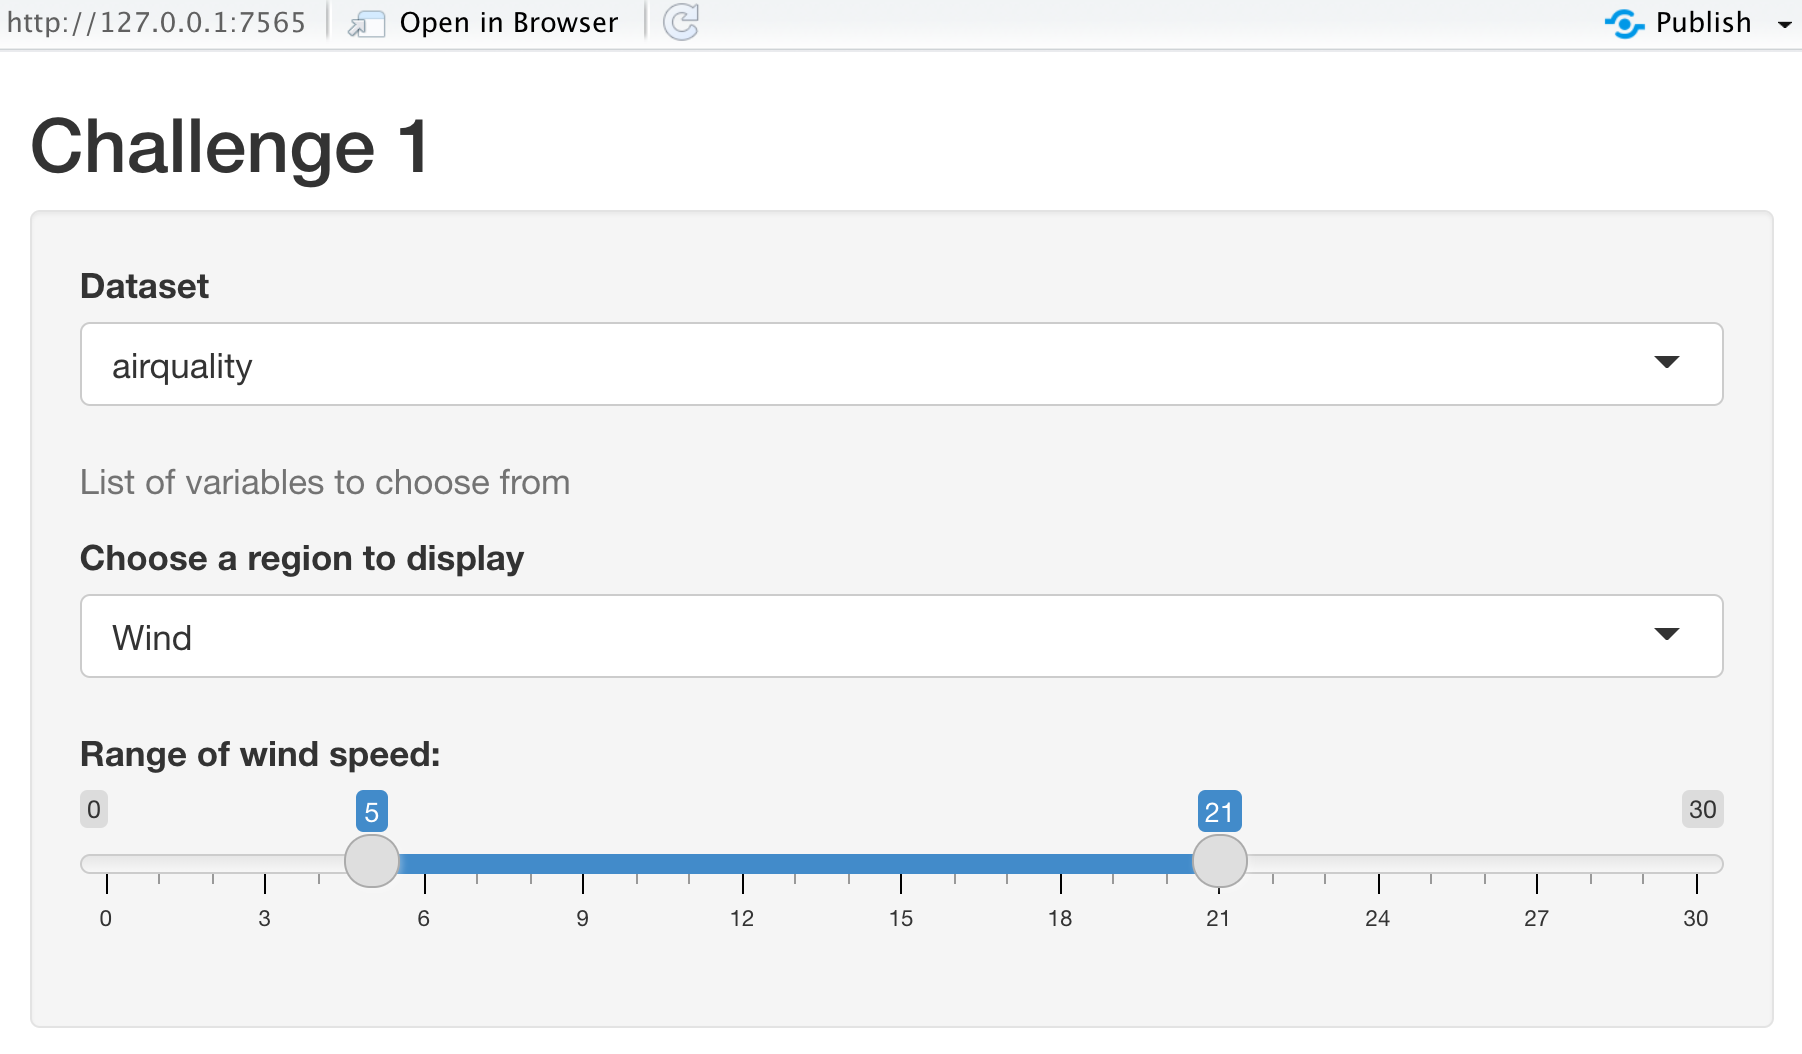 http://127.0.0.1:7565 Open in Browser Publish
Challenge 1
Dataset
airquality
List of variables to choose from
Choose a region to display
Wind
Range of wind speed:
0 5 21 30
0 3 6 9 12 15 18 21 24 27 30